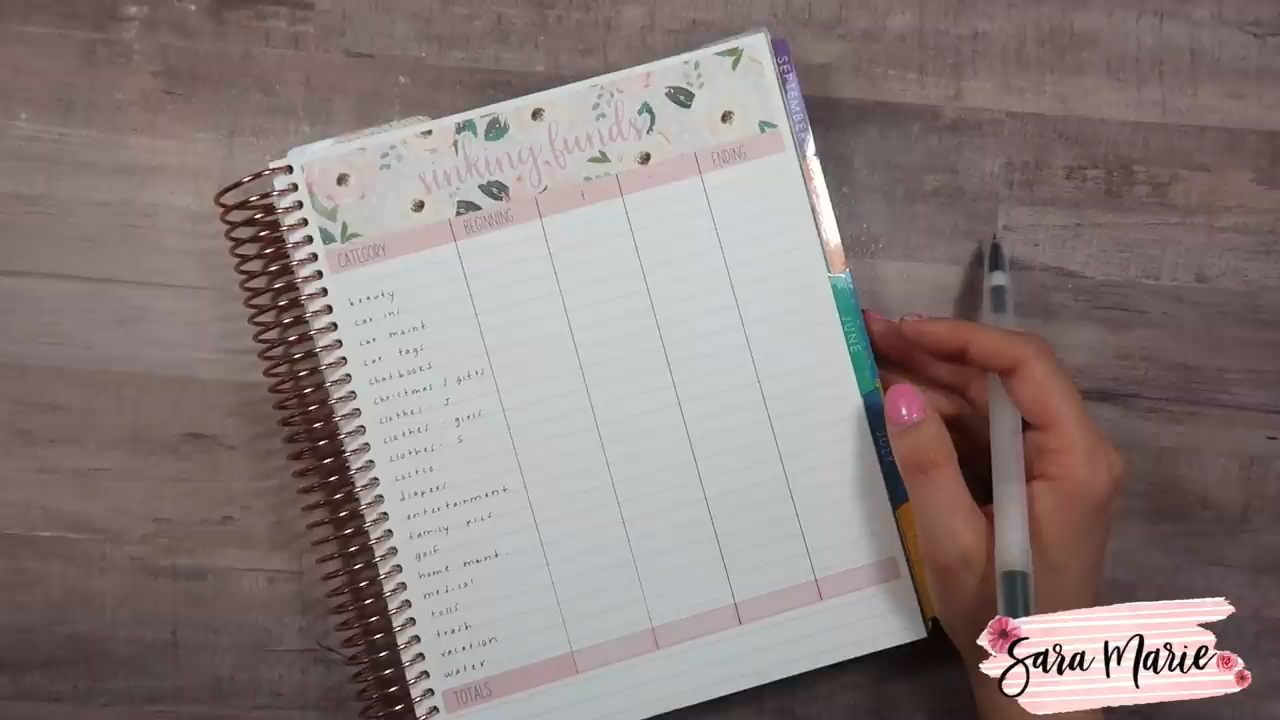 sinking funds
CATEGORY BEGINNING + - ENDING
beauty
car ins
car maint
car tags
chatbooks
christmas / gifts
clothes - J
clothes - girls
clothes - S
costco
diapers
entertainment
family pics
golf
home maint.
medical
tolls
trash
vacation
water
TOTALS
SEPTEMBER
JUNE
JULY
Sara Marie